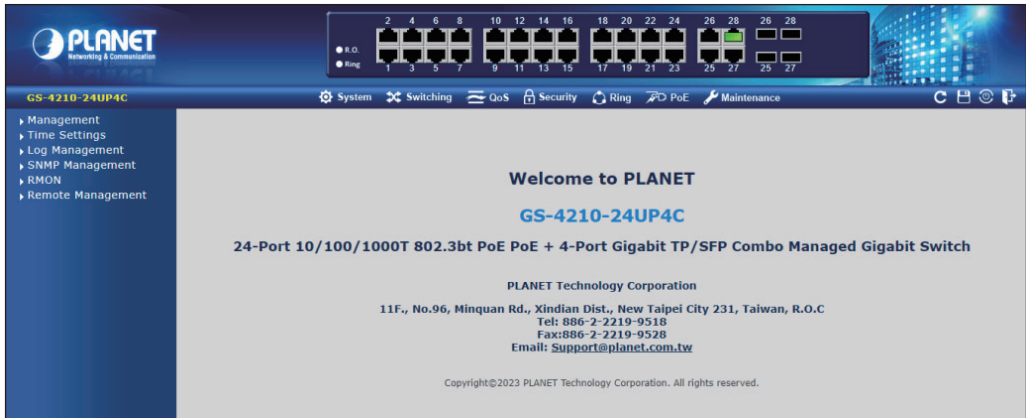 PLANET
Networking & Communication
2 4 6 8 10 12 14 16 18 20 22 24 26 28 26 28
R.O.
Ring
1 3 5 7 9 11 13 15 17 19 21 23 25 27 25 27
GS-4210-24UP4C
System Switching QoS Security Ring PoE Maintenance
Management
Time Settings
Log Management
SNMP Management
RMON
Remote Management
Welcome to PLANET
GS-4210-24UP4C
24-Port 10/100/1000T 802.3bt PoE PoE + 4-Port Gigabit TP/SFP Combo Managed Gigabit Switch
PLANET Technology Corporation
11F., No.96, Minquan Rd., Xindian Dist., New Taipei City 231, Taiwan, R.O.C
Tel: 886-2-2219-9518
Fax:886-2-2219-9528
Email: Support@planet.com.tw
Copyright©2023 PLANET Technology Corporation. All rights reserved.